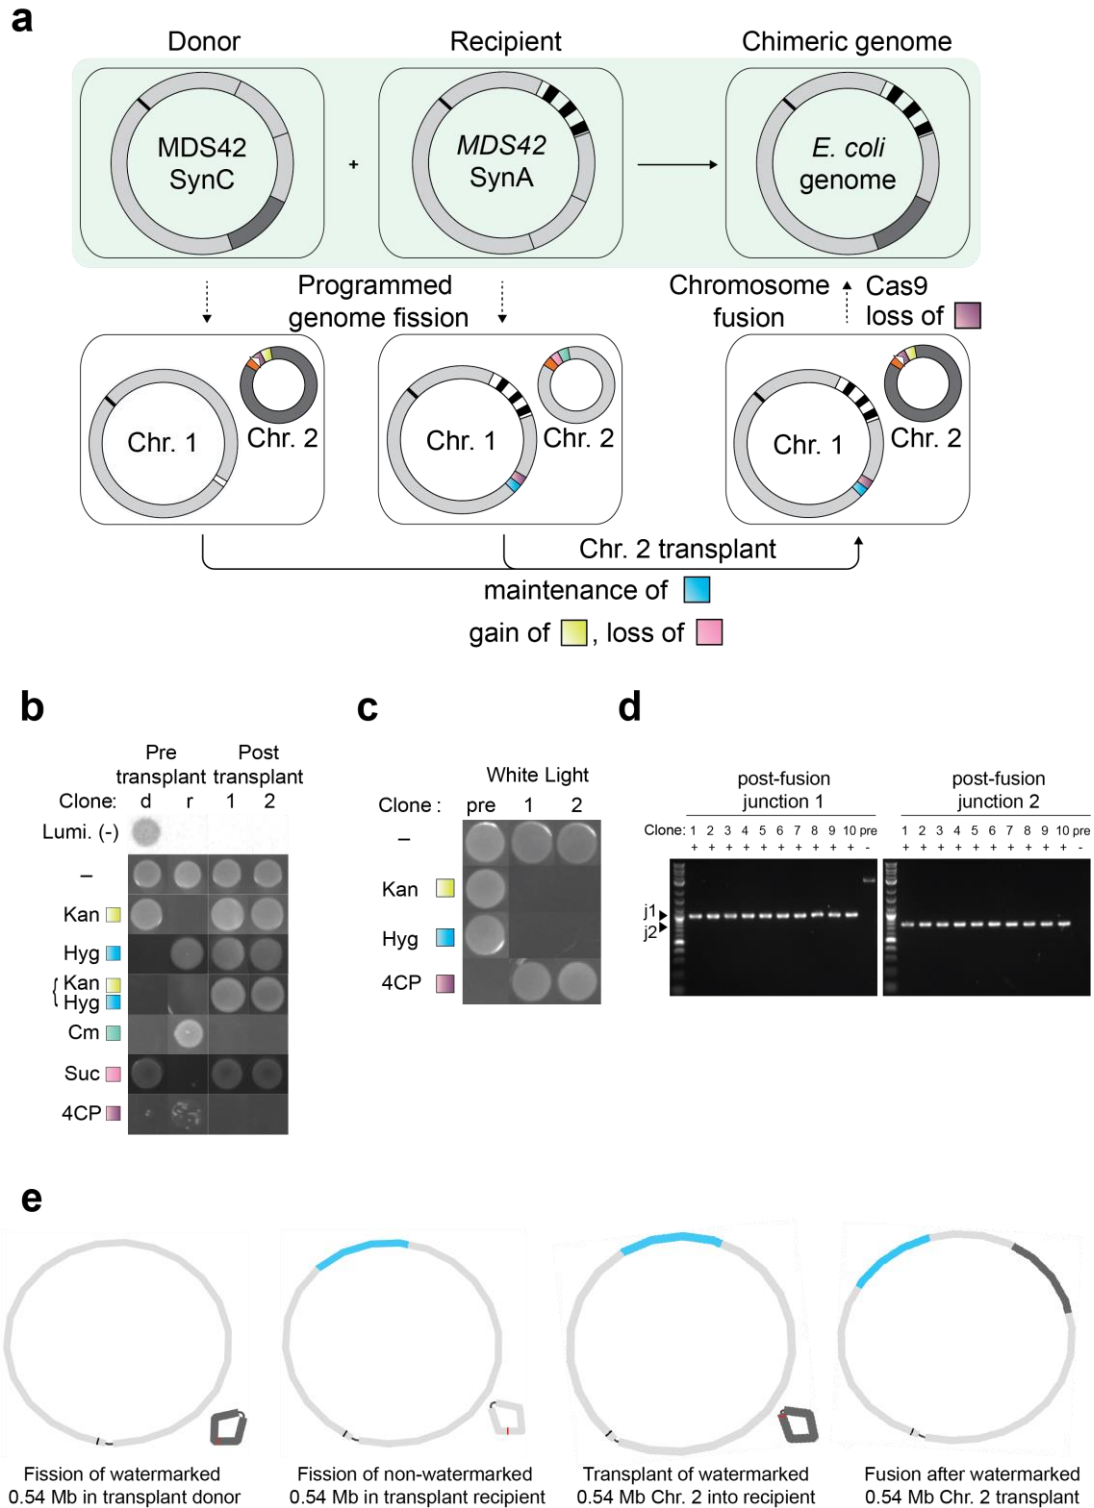 a
Donor
Recipient
Chimeric genome
MDS42
SynC
+
MDS42
SynA
E. coli
genome
Programmed
genome fission
Chromosome
fusion
Cas9
loss of
Chr. 1
Chr. 2
Chr. 1
Chr. 2
Chr. 1
Chr. 2
Chr. 2 transplant
maintenance of
gain of , loss of
b
Pre
transplant
Post
transplant
Clone: d r 1 2
Lumi. (-)
–
Kan
Hyg
Kan
Hyg
Cm
Suc
4CP
c
White Light
Clone : pre 1 2
–
Kan
Hyg
4CP
d
post-fusion
junction 1
post-fusion
junction 2
Clone: 1 2 3 4 5 6 7 8 9 10 pre
+ + + + + + + + + + -
1 2 3 4 5 6 7 8 9 10 pre
+ + + + + + + + + + -
j1
j2
e
Fission of watermarked
0.54 Mb in transplant donor
Fission of non-watermarked
0.54 Mb in transplant recipient
Transplant of watermarked
0.54 Mb Chr. 2 into recipient
Fusion after watermarked
0.54 Mb Chr. 2 transplant